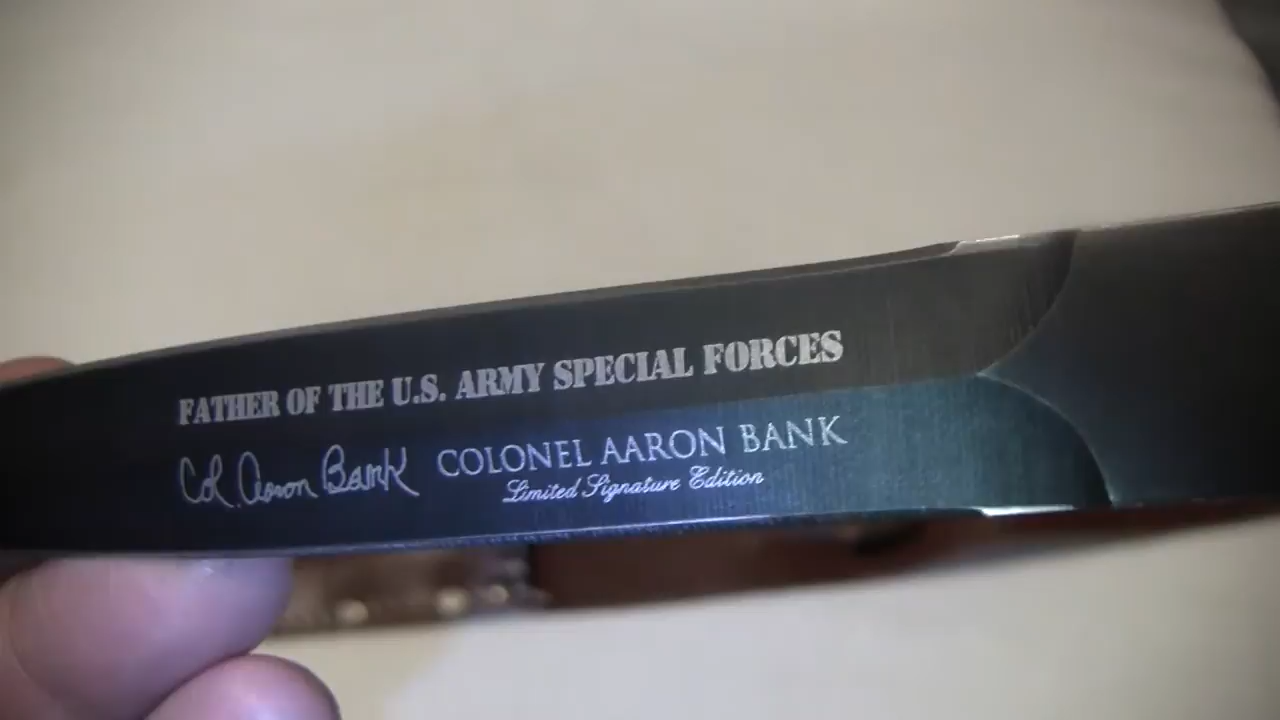 FATHER OF THE U.S. ARMY SPECIAL FORCES
Col. Aaron Bank COLONEL AARON BANK
Limited Signature Edition